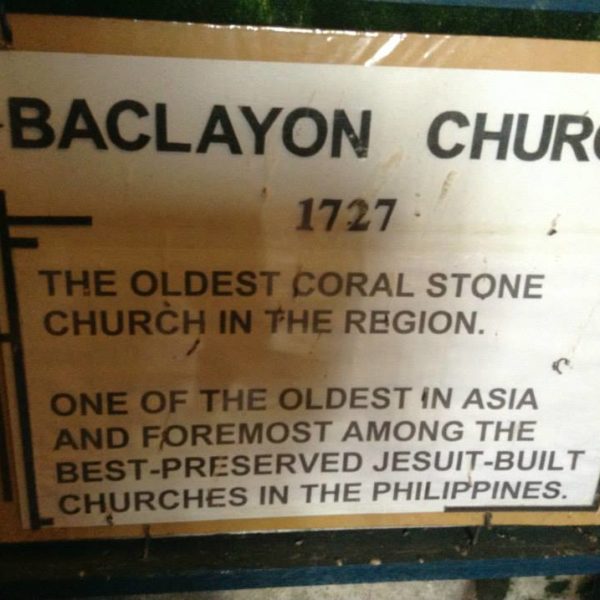 BACLAYON CHUR
1727
THE OLDEST CORAL STONE
CHURCH IN THE REGION.
ONE OF THE OLDEST IN ASIA
AND FOREMOST AMONG THE
BEST-PRESERVED JESUIT-BUILT
CHURCHES IN THE PHILIPPINES.